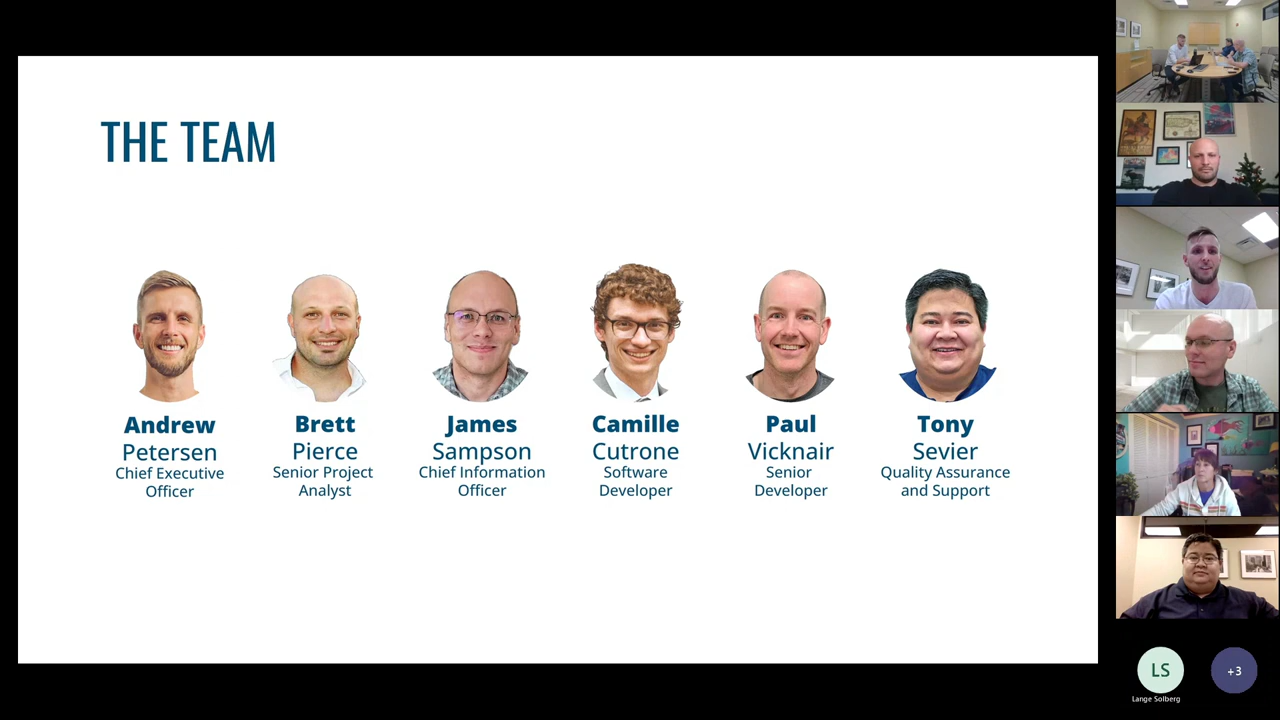 THE TEAM
Andrew
Petersen
Chief Executive
Officer
Brett
Pierce
Senior Project
Analyst
James
Sampson
Chief Information
Officer
Camille
Cutrone
Software
Developer
Paul
Vicknair
Senior
Developer
Tony
Sevier
Quality Assurance
and Support
LS
Lange Solberg
+3